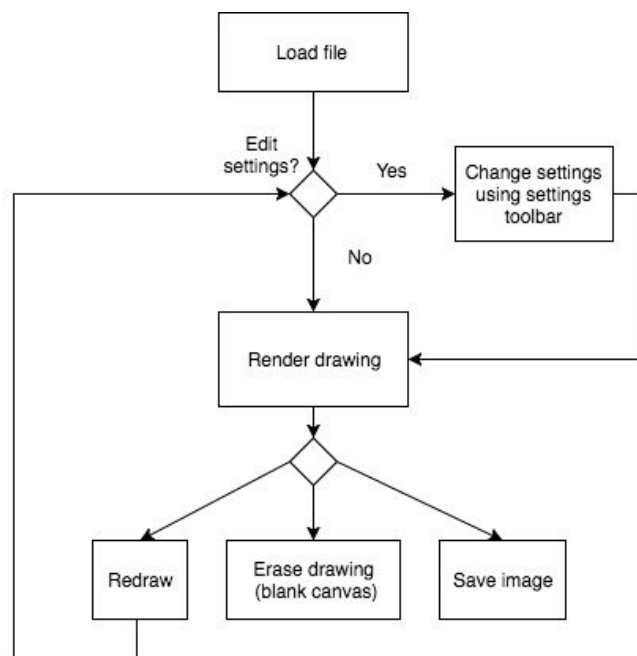 Load file
Edit
settings?
Yes
Change settings
using settings
toolbar
No
Render drawing
Redraw
Erase drawing
(blank canvas)
Save image